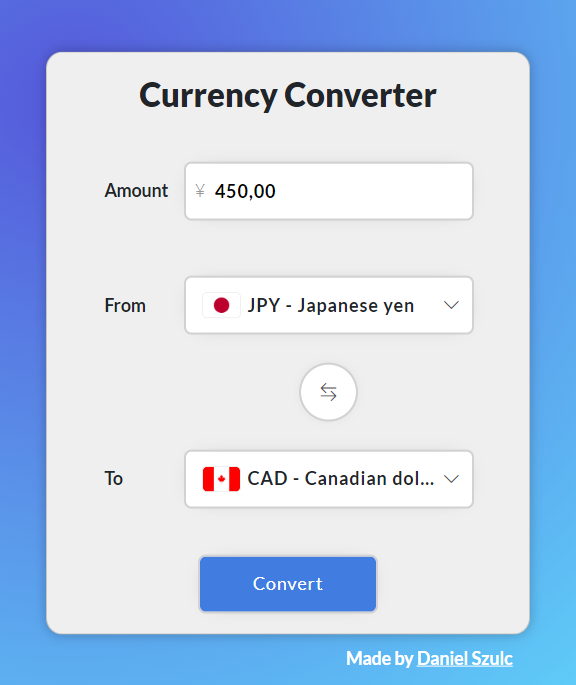 Currency Converter
Amount ¥ 450,00
From JPY - Japanese yen
To CAD - Canadian dol...
Convert
Made by Daniel Szulc